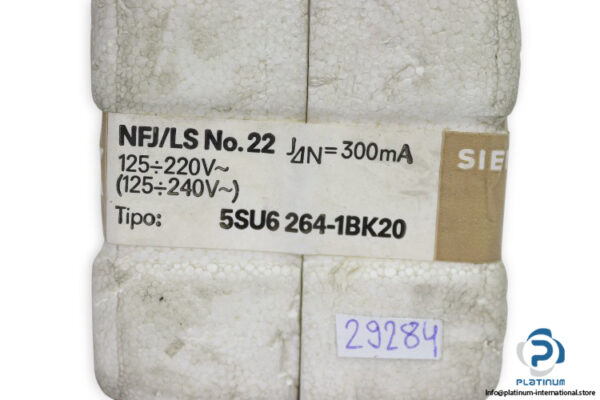 NFJ/LS No. 22 JΔN = 300mA
125÷220V~
(125÷240V~)
Tipo: 5SU6 264-1BK20
SIE
29284
PLATINUM
Info@platinum-international.store